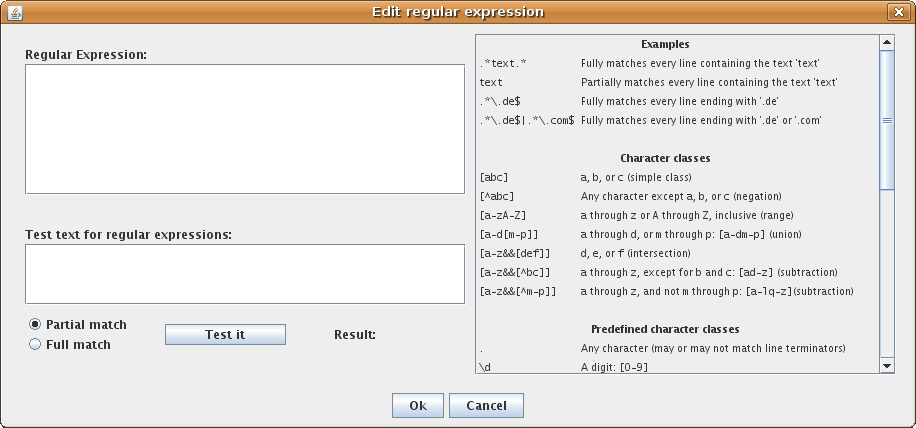 Edit regular expression
Regular Expression:
Test text for regular expressions:
Partial match
Full match
Test it
Result:
Examples
.*text.* Fully matches every line containing the text 'text'
text Partially matches every line containing the text 'text'
.*\.de$ Fully matches every line ending with '.de'
.*\.de$|.*\.com$ Fully matches every line ending with '.de' or '.com'
Character classes
[abc] a, b, or c (simple class)
[^abc] Any character except a, b, or c (negation)
[a-zA-Z] a through z or A through Z, inclusive (range)
[a-d[m-p]] a through d, or m through p: [a-dm-p] (union)
[a-z&&[def]] d, e, or f (intersection)
[a-z&&[^bc]] a through z, except for b and c: [ad-z] (subtraction)
[a-z&&[^m-p]] a through z, and not m through p: [a-lq-z](subtraction)
Predefined character classes
. Any character (may or may not match line terminators)
\d A digit: [0-9]
Ok
Cancel